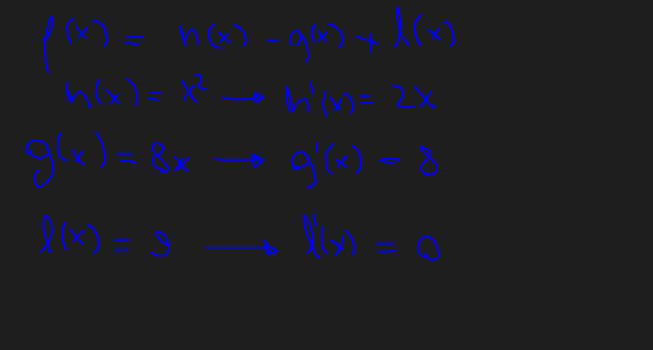 f(x) = h(x) - g(x) + l(x)
h(x) = x² → h'(x) = 2x
g(x) = 8x → g'(x) = 8
l(x) = 9 → l'(x) = 0